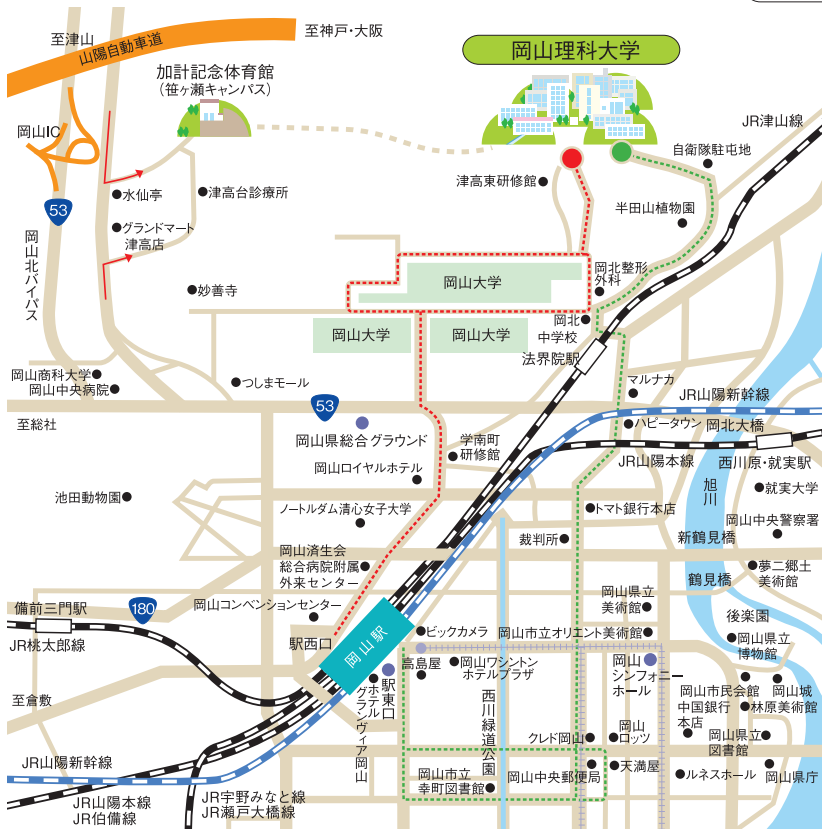 至津山
山陽自動車道
至神戸・大阪
岡山理科大学
加計記念体育館
(笹ヶ瀬キャンパス)
岡山IC
JR津山線
自衛隊駐屯地
津高東研修館
水仙亭
津高台診療所
半田山植物園
53
グランドマート
津高店
岡山北バイパス
岡山大学
岡北整形
外科
妙善寺
岡北
中学校
岡山大学
岡山大学
法界院駅
岡山商科大学
岡山中央病院
つしまモール
マルナカ
JR山陽新幹線
53
至総社
ハピータウン
岡北大橋
岡山県総合グラウンド
学南町
研修館
岡山ロイヤルホテル
JR山陽本線
西川原・就実駅
旭川
就実大学
池田動物園
ノートルダム清心女子大学
トマト銀行本店
岡山中央警察署
裁判所
新鶴見橋
岡山済生会
総合病院附属
外来センター
夢二郷土
美術館
鶴見橋
備前三門駅
180
岡山コンベンションセンター
岡山県立
美術館
後楽園
JR桃太郎線
駅西口
岡山駅
ビックカメラ
岡山市立オリエント美術館
岡山県立
博物館
高島屋
岡山ワシントン
ホテルプラザ
岡山
シンフォニー
ホール
駅東口
ホテル
グランヴィア岡山
西川緑道公園
至倉敷
岡山市民会館
岡山城
中国銀行
本店
林原美術館
クレド岡山
岡山
ロッツ
岡山県立
図書館
JR山陽新幹線
岡山市立
幸町図書館
岡山中央郵便局
天満屋
ルネスホール
岡山県庁
JR山陽本線
JR伯備線
JR宇野みなと線
JR瀬戸大橋線